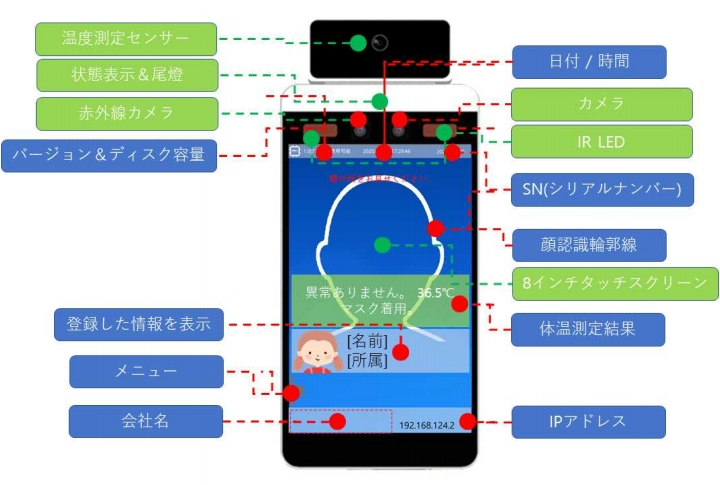 温度測定センサー
状態表示＆尾燈
赤外線カメラ
バージョン＆ディスク容量
日付 / 時間
カメラ
IR LED
SN(シリアルナンバー)
顔認識輪郭線
8インチタッチスクリーン
異常ありません。 36.5℃
マスク着用
体温測定結果
登録した情報を表示
[名前]
[所属]
メニュー
会社名
192.168.124.2
IPアドレス